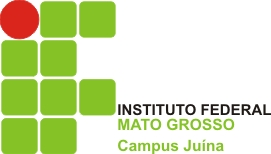 INSTITUTO FEDERAL
MATO GROSSO
Campus Juína